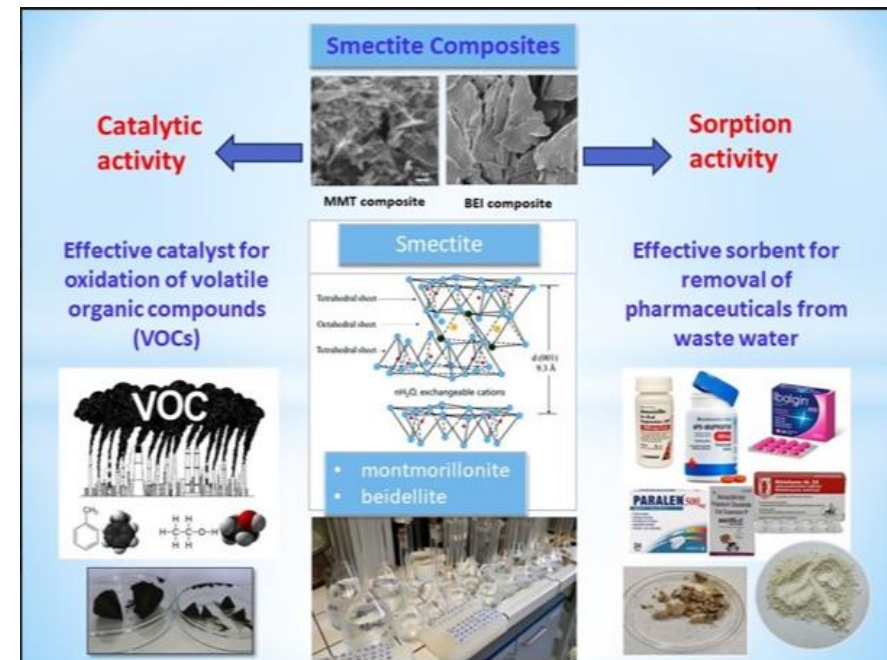 Smectite Composites
Catalytic
activity
Sorption
activity
MMT composite
BEI composite
Effective catalyst for
oxidation of volatile
organic compounds
(VOCs)
Smectite
Tetrahedral sheet
Octahedral sheet
Tetrahedral sheet
d (001)
9.3 Å
nH₂O, exchangeable cations
• montmorillonite
• beidellite
Effective sorbent for
removal of
pharmaceuticals from
waste water
VOC
CH₃
H H
H-C-C-O-H
H H
Ibalgin
PARALEN 500